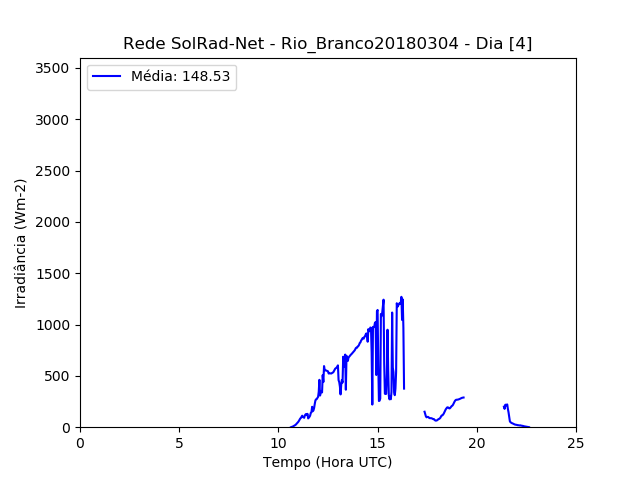 Rede SolRad-Net - Rio_Branco20180304 - Dia [4]
Média: 148.53
3500
3000
2500
2000
1500
1000
500
0
Irradiância (Wm-2)
0 5 10 15 20 25
Tempo (Hora UTC)